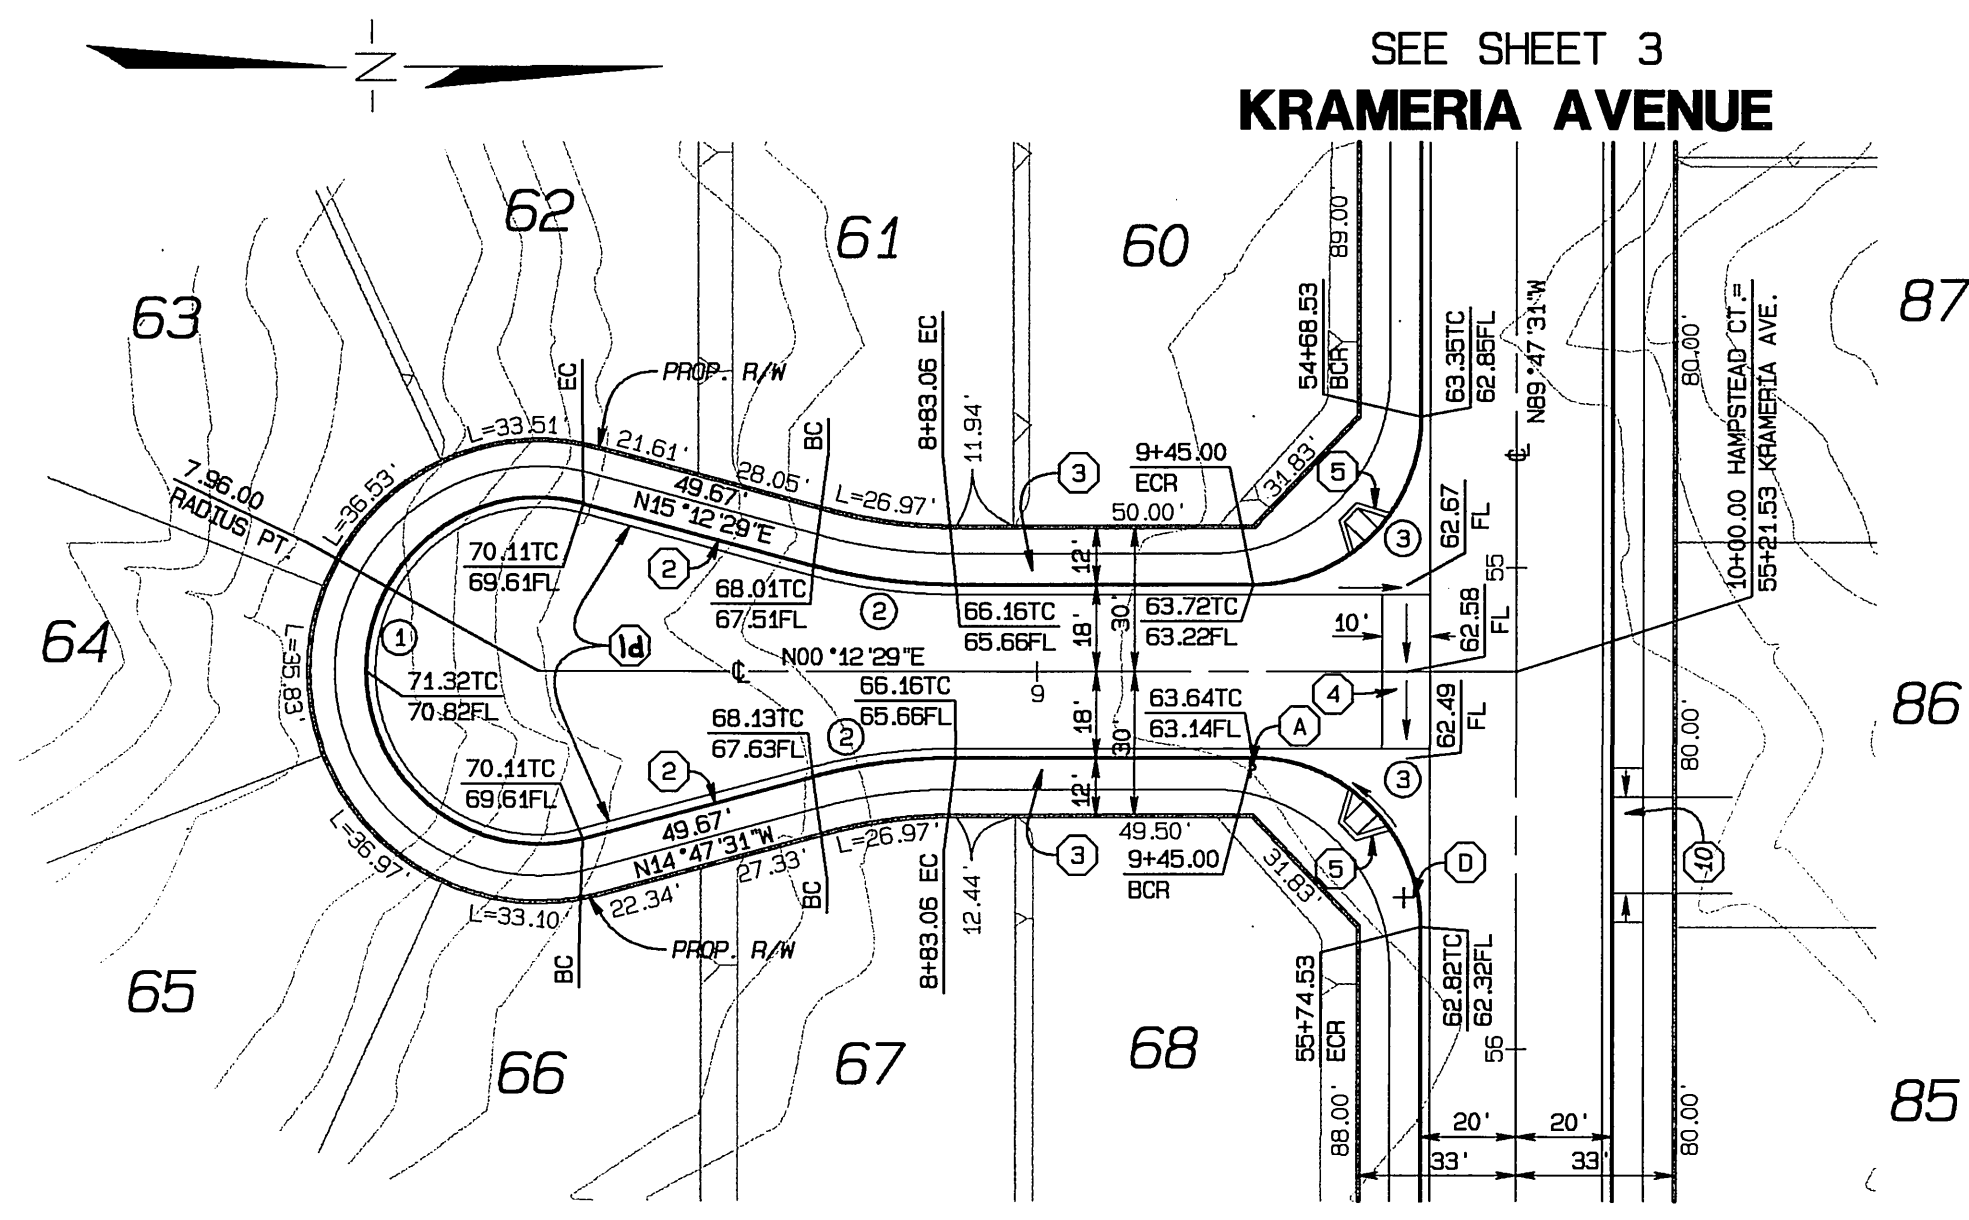 N
SEE SHEET 3
KRAMERIA AVENUE
62
61
60
63
87
64
86
65
66
67
68
85
89.00'
54+68.53
BCR
63.35TC
62.85FL
N89°47'31"W
80.00'
10+00.00 HAMPSTEAD CT.=
55+21.53 KRAMERIA AVE.
EC
PROP. R/W
8+83.06 EC
BC
11.94'
L=33.51'
21.61'
28.05'
49.67'
N15°12'29"E
L=26.97'
3
9+45.00
ECR
31.83'
5
50.00'
L=36.53'
7.96.00
RADIUS PT.
70.11TC
69.61FL
2
68.01TC
67.51FL
2
66.16TC
65.66FL
12'
18'
30'
63.72TC
63.22FL
3
62.67
FL
55
62.58
FL
10'
1
Pl
L=35.83'
℄
N00°12'29"E
9
℄
71.32TC
70.82FL
66.16TC
65.66FL
68.13TC
67.63FL
2
18'
30'
63.64TC
63.14FL
4
A
62.49
FL
80.00'
70.11TC
69.61FL
2
12'
3
49.67'
N14°47'31"W
L=26.97'
49.50'
3
9+45.00
BCR
5
D
10
L=36.97'
L=33.10
22.34'
27.33'
BC
12.44'
8+83.06 EC
31.83'
PROP. R/W
BC
62.82TC
62.32FL
55+74.53
ECR
56
88.00'
20'
20'
33'
33'
80.00'